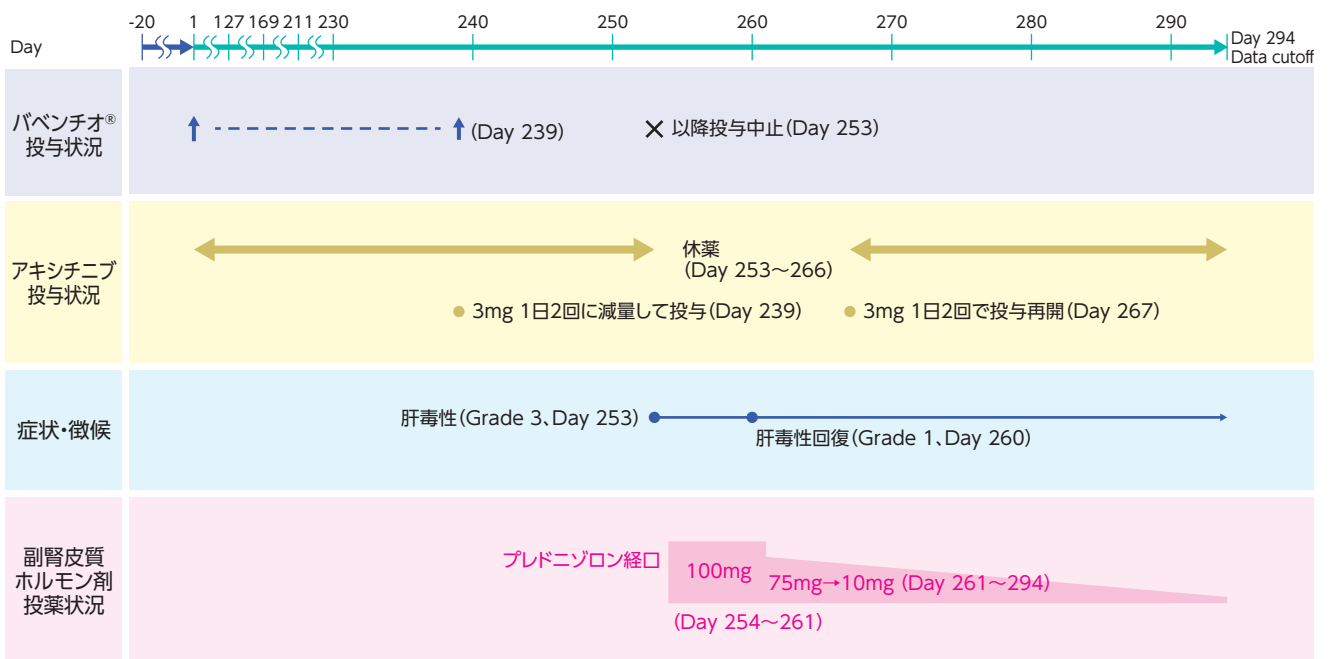 Day
-20 1 127 169 211 230 240 250 260 270 280 290
Day 294
Data cutoff
バベンチオ®
投与状況
(Day 239)
以降投与中止(Day 253)
アキシチニブ
投与状況
休薬
(Day 253〜266)
3mg 1日2回に減量して投与(Day 239)
3mg 1日2回で投与再開(Day 267)
症状・徴候
肝毒性(Grade 3、Day 253)
肝毒性回復(Grade 1、Day 260)
副腎皮質
ホルモン剤
投薬状況
プレドニゾロン経口
100mg
75mg→10mg (Day 261〜294)
(Day 254〜261)